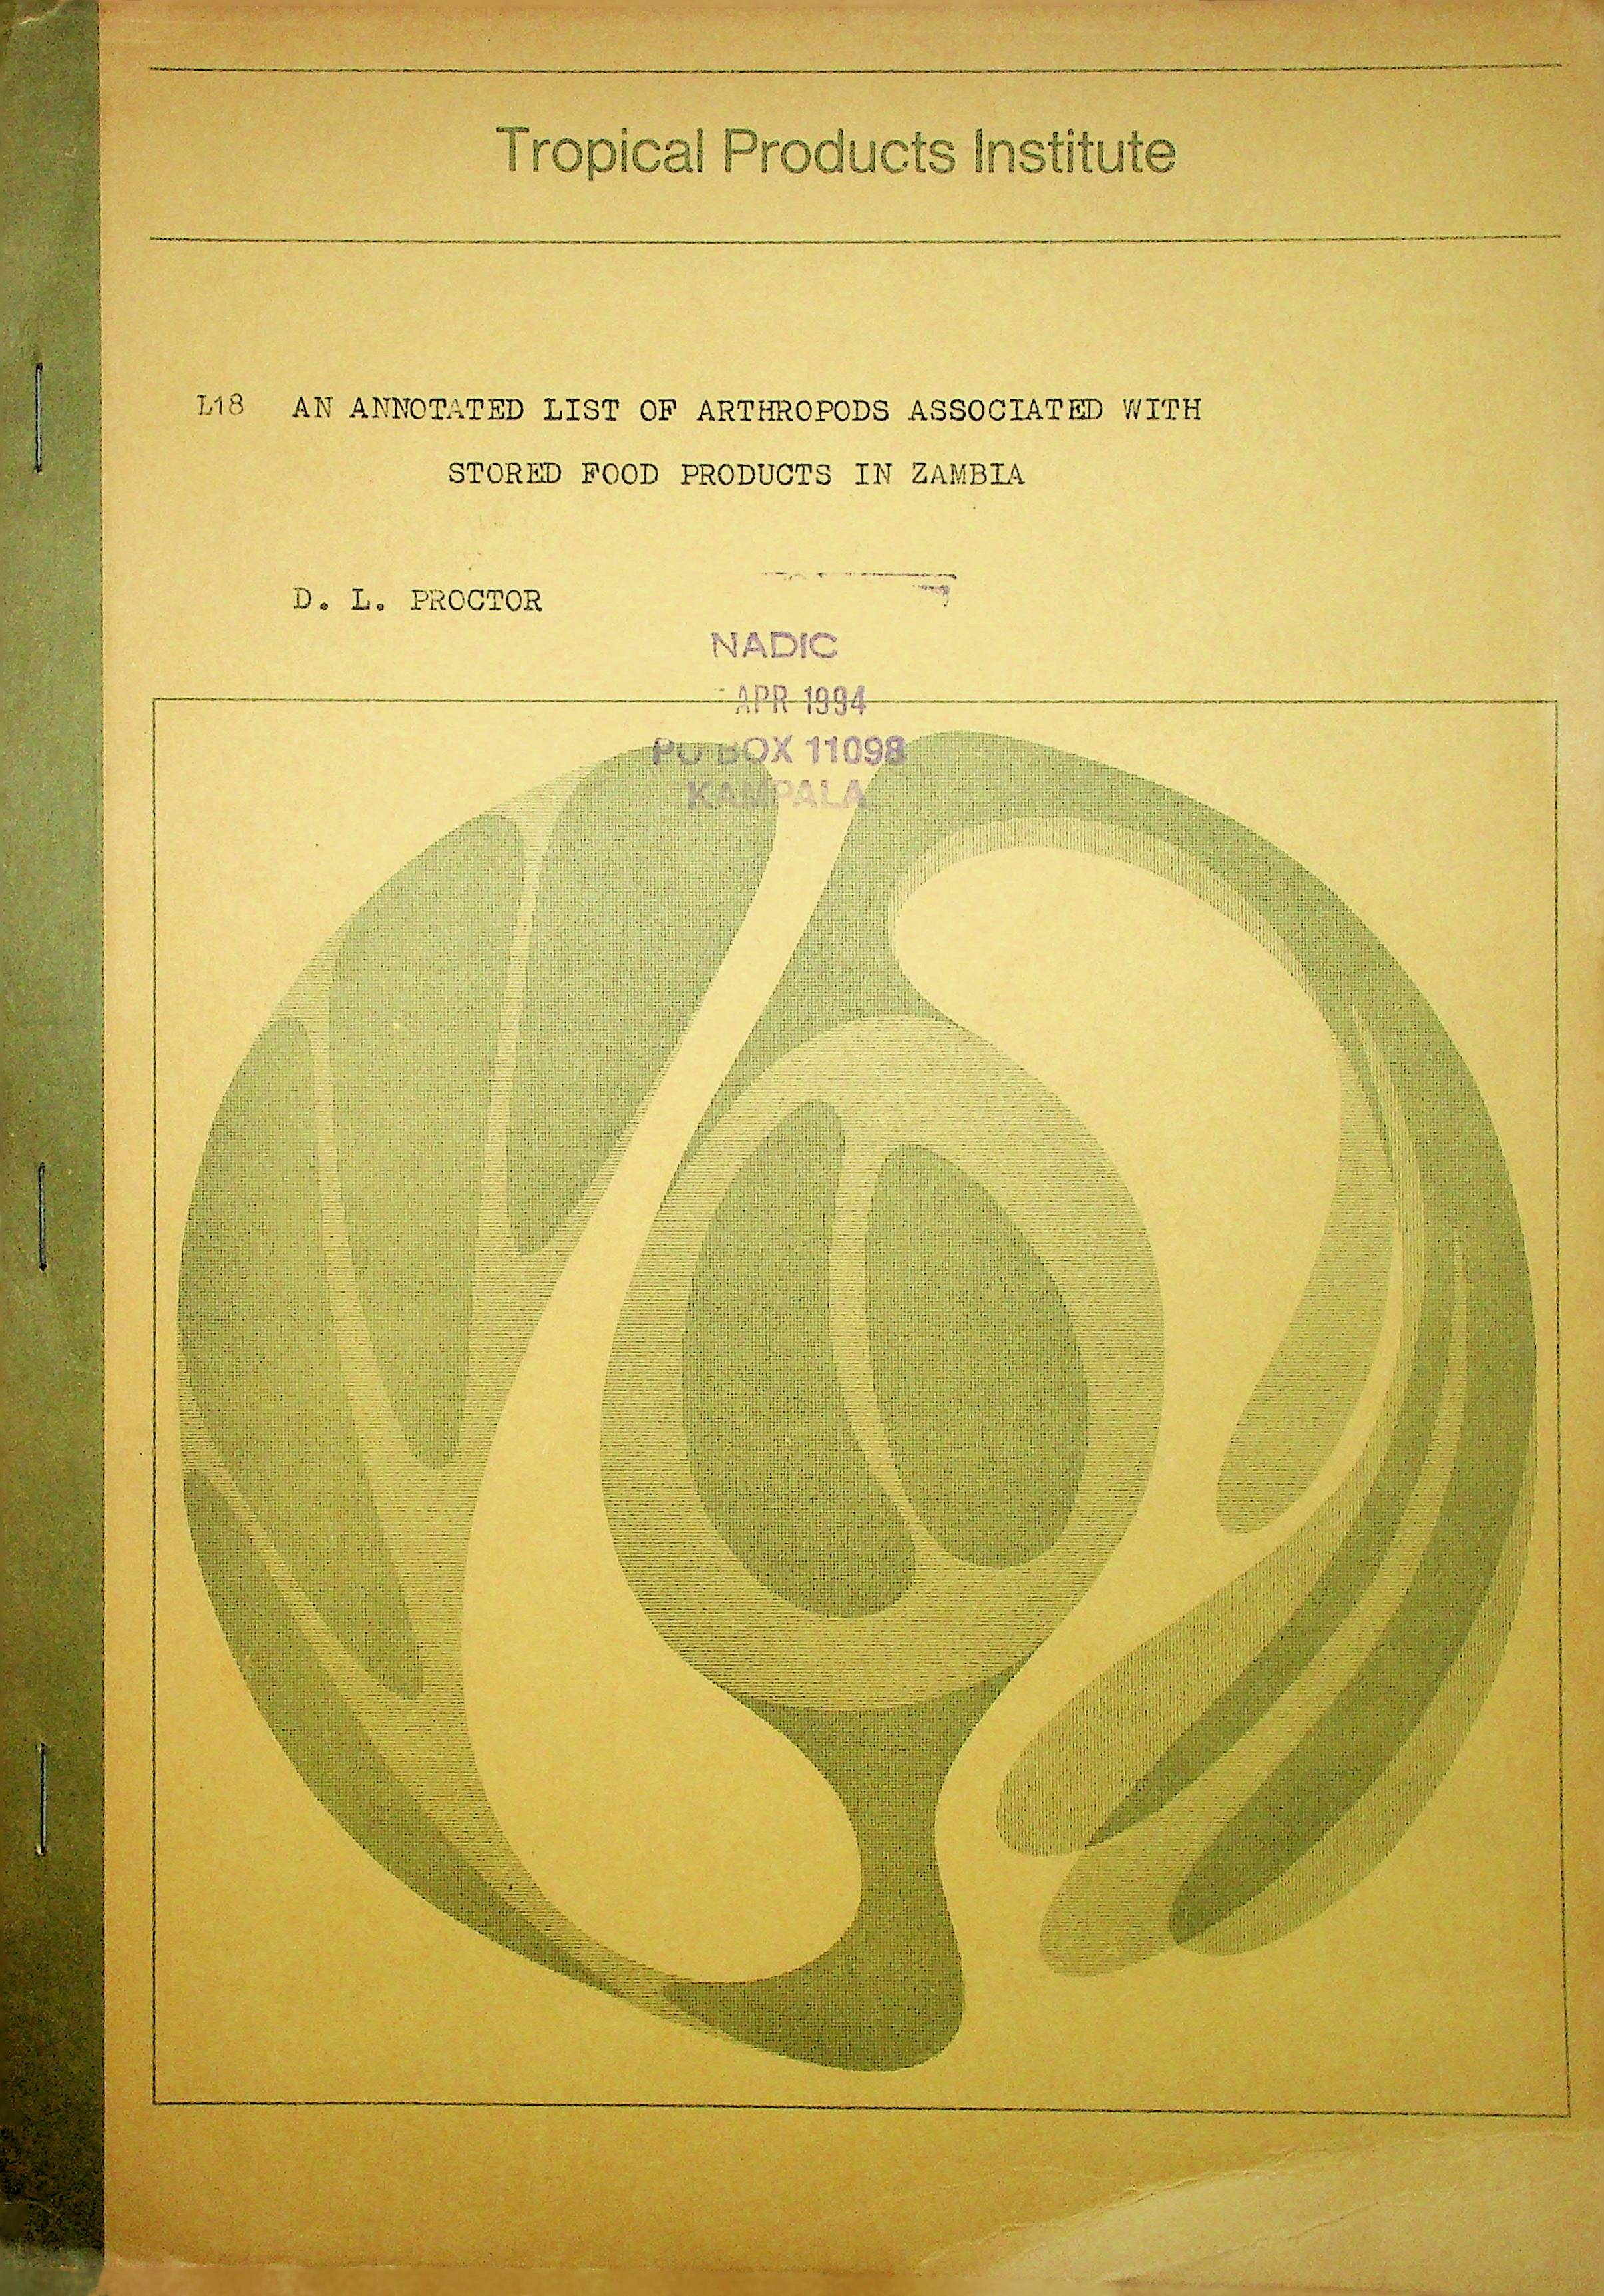 Tropical Products Institute
L18 AN ANNOTATED LIST OF ARTHROPODS ASSOCIATED WITH
STORED FOOD PRODUCTS IN ZAMBIA
D. L. PROCTOR
NADIC
- APR 1994
PO BOX 11098
KAMPALA